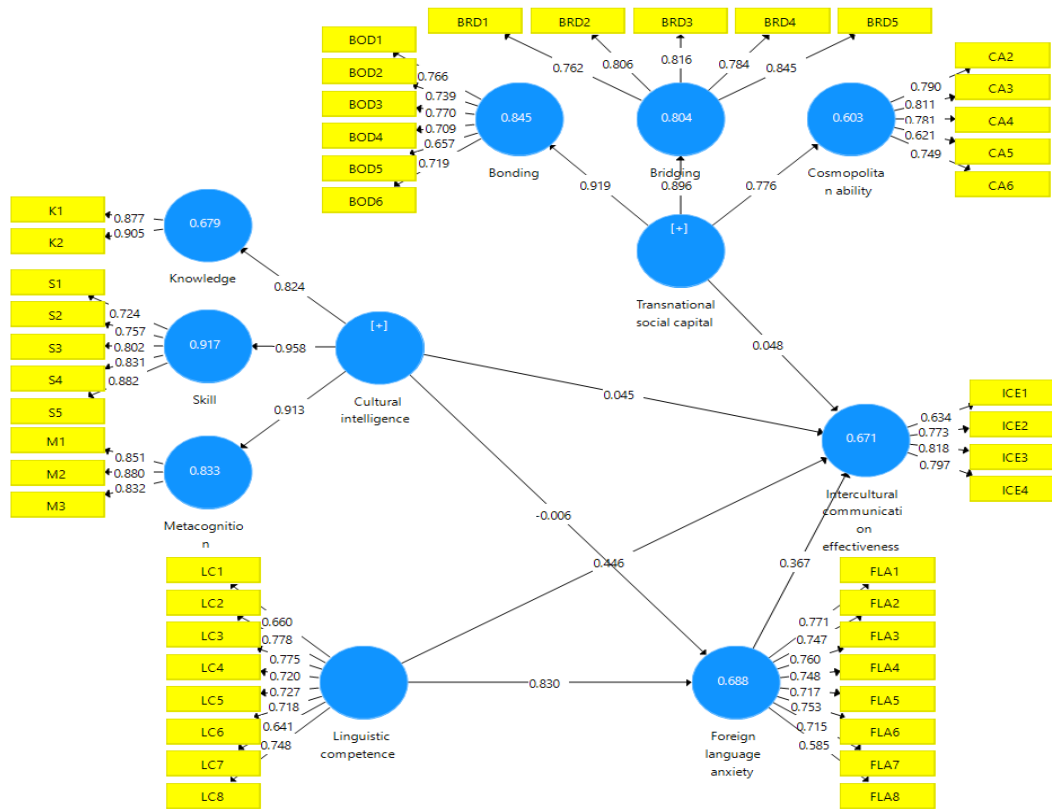 BRD1 BRD2 BRD3 BRD4 BRD5
0.762 0.806 0.816 0.784 0.845
BOD1
BOD2
BOD3
BOD4
BOD5
BOD6
0.766
0.739
0.770
0.709
0.657
0.719
0.845
Bonding
0.804
Bridging
0.603
Cosmopolita
n ability
0.790
0.811
0.781
0.621
0.749
CA2
CA3
CA4
CA5
CA6
0.919
0.896
0.776
[+]
Transnational
social capital
0.048
K1
K2
0.877
0.905
0.679
Knowledge
0.824
S1
S2
S3
S4
S5
0.724
0.757
0.802
0.831
0.882
0.917
Skill
0.958
[+]
Cultural
intelligence
0.045
M1
M2
M3
0.851
0.880
0.832
0.833
Metacognitio
n
0.913
-0.006
0.671
Intercultural
communicati
on
effectiveness
0.634
0.773
0.818
0.797
ICE1
ICE2
ICE3
ICE4
LC1
LC2
LC3
LC4
LC5
LC6
LC7
LC8
0.660
0.778
0.775
0.720
0.727
0.718
0.641
0.748
Linguistic
competence
0.446
0.830
0.367
0.688
Foreign
language
anxiety
0.771
0.747
0.760
0.748
0.717
0.753
0.715
0.585
FLA1
FLA2
FLA3
FLA4
FLA5
FLA6
FLA7
FLA8